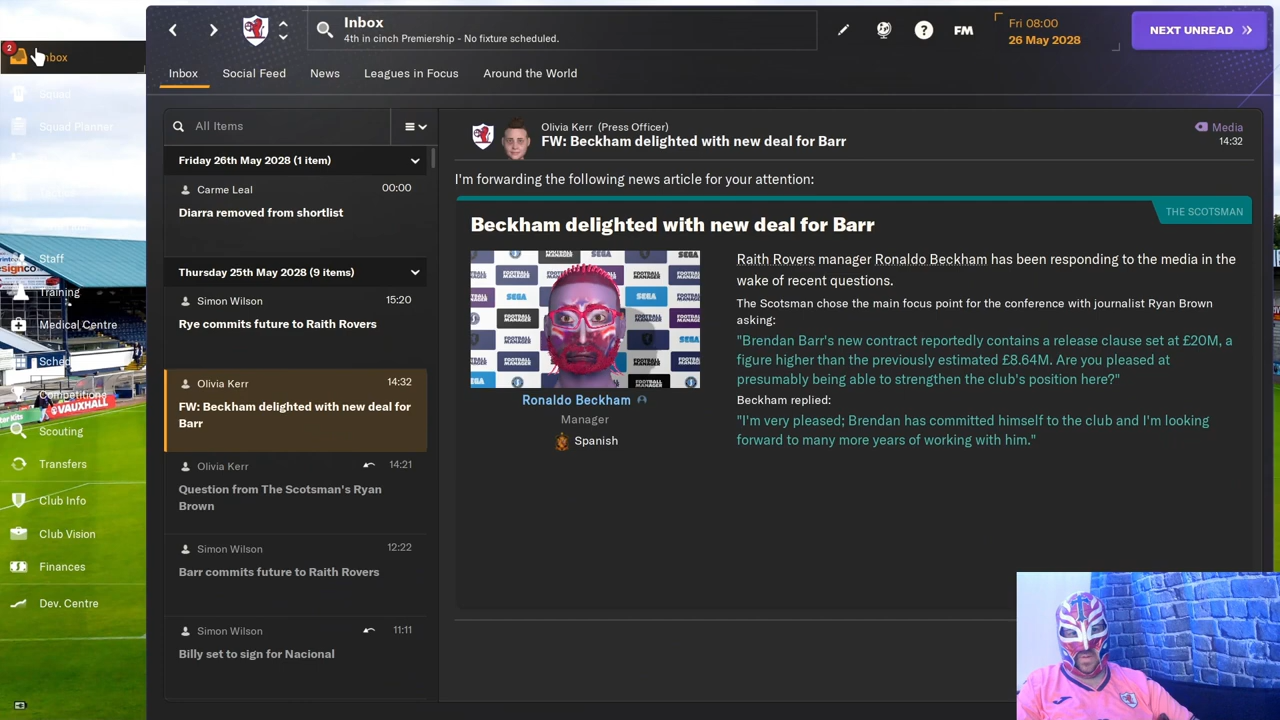 Inbox
4th in cinch Premiership - No fixture scheduled.
FM
Fri 08:00
26 May 2028
NEXT UNREAD
2
Inbox
Squad
Squad Planner
Staff
Training
Medical Centre
Sched
Competitions
Scouting
Transfers
Club Info
Club Vision
Finances
Dev. Centre
VAUXHALL
Inbox
Social Feed
News
Leagues in Focus
Around the World
All Items
Friday 26th May 2028 (1 item)
Carme Leal
00:00
Diarra removed from shortlist
Thursday 25th May 2028 (9 items)
Simon Wilson
15:20
Rye commits future to Raith Rovers
Olivia Kerr
14:32
FW: Beckham delighted with new deal for
Barr
Olivia Kerr
14:21
Question from The Scotsman's Ryan
Brown
Simon Wilson
12:22
Barr commits future to Raith Rovers
Simon Wilson
11:11
Billy set to sign for Nacional
Olivia Kerr (Press Officer)
FW: Beckham delighted with new deal for Barr
Media
14:32
I'm forwarding the following news article for your attention:
THE SCOTSMAN
Beckham delighted with new deal for Barr
SEGA
FOOTBALL MANAGER
Ronaldo Beckham
Manager
Spanish
Raith Rovers manager Ronaldo Beckham has been responding to the media in the
wake of recent questions.
The Scotsman chose the main focus point for the conference with journalist Ryan Brown
asking:
"Brendan Barr's new contract reportedly contains a release clause set at £20M, a
figure higher than the previously estimated £8.64M. Are you pleased at
presumably being able to strengthen the club's position here?"
Beckham replied:
"I'm very pleased; Brendan has committed himself to the club and I'm looking
forward to many more years of working with him."